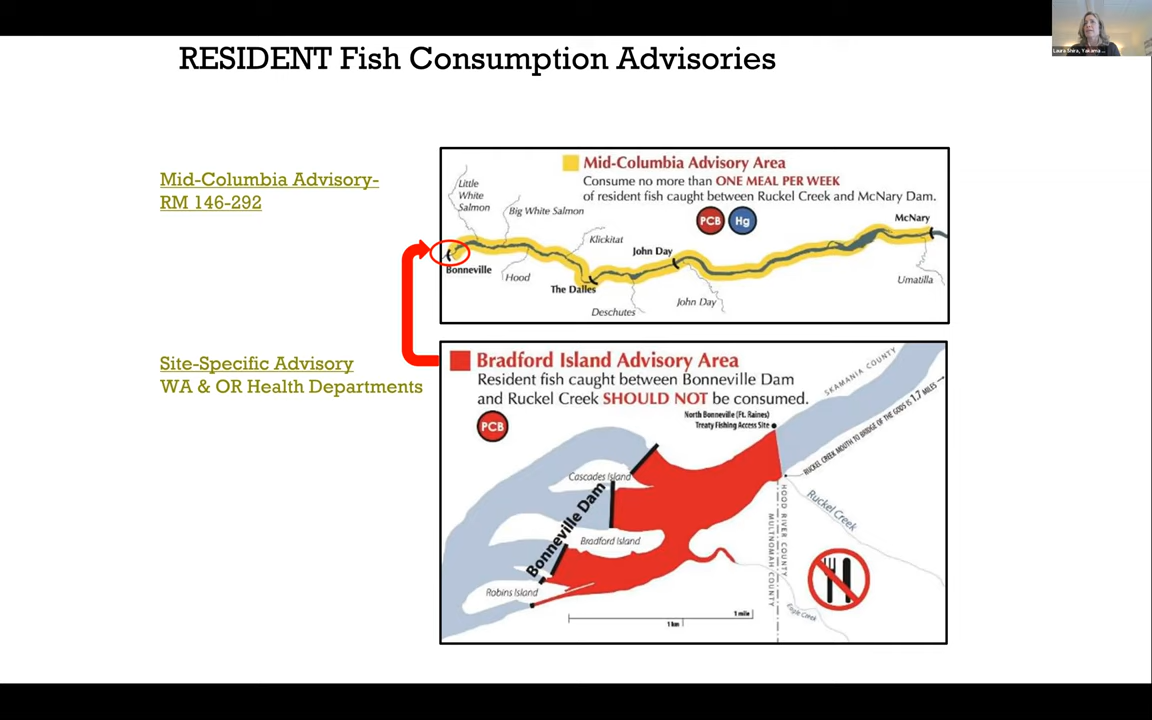 RESIDENT Fish Consumption Advisories
Laura Shira, Yakama ...
Mid-Columbia Advisory-
RM 146-292
Mid-Columbia Advisory Area
Consume no more than ONE MEAL PER WEEK
of resident fish caught between Ruckel Creek and McNary Dam.
PCB
Hg
Little
White
Salmon
Big White Salmon
Klickitat
John Day
McNary
Bonneville
Hood
The Dalles
Deschutes
John Day
Umatilla
Site-Specific Advisory
WA & OR Health Departments
Bradford Island Advisory Area
Resident fish caught between Bonneville Dam
and Ruckel Creek SHOULD NOT be consumed.
PCB
North Bonneville (Ft. Raines)
Treaty Fishing Access Site
SKAMANIA COUNTY
RUCKEL CREEK MOUTH TO BRIDGE OF THE GODS IS 1.7 MILES
Cascades Island
Bonneville Dam
Bradford Island
Robins Island
Ruckel Creek
HOOD RIVER COUNTY
MULTNOMAH COUNTY
Eagle Creek
1 mile
1 km